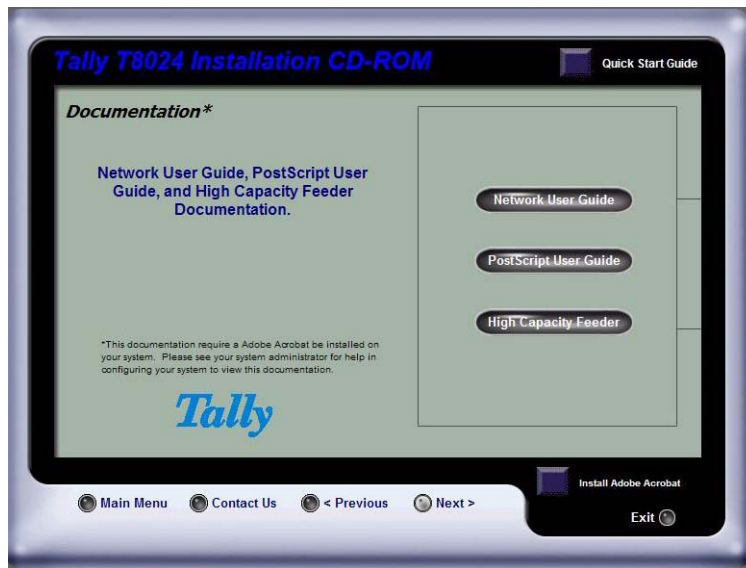 Tally T8024 Installation CD-ROM
Quick Start Guide
Documentation*
Network User Guide, PostScript User
Guide, and High Capacity Feeder
Documentation.
Network User Guide
PostScript User Guide
High Capacity Feeder
*This documentation require a Adobe Acrobat be installed on
your system. Please see your system administrator for help in
configuring your system to view this documentation.
Tally
Install Adobe Acrobat
Main Menu
Contact Us
< Previous
Next >
Exit